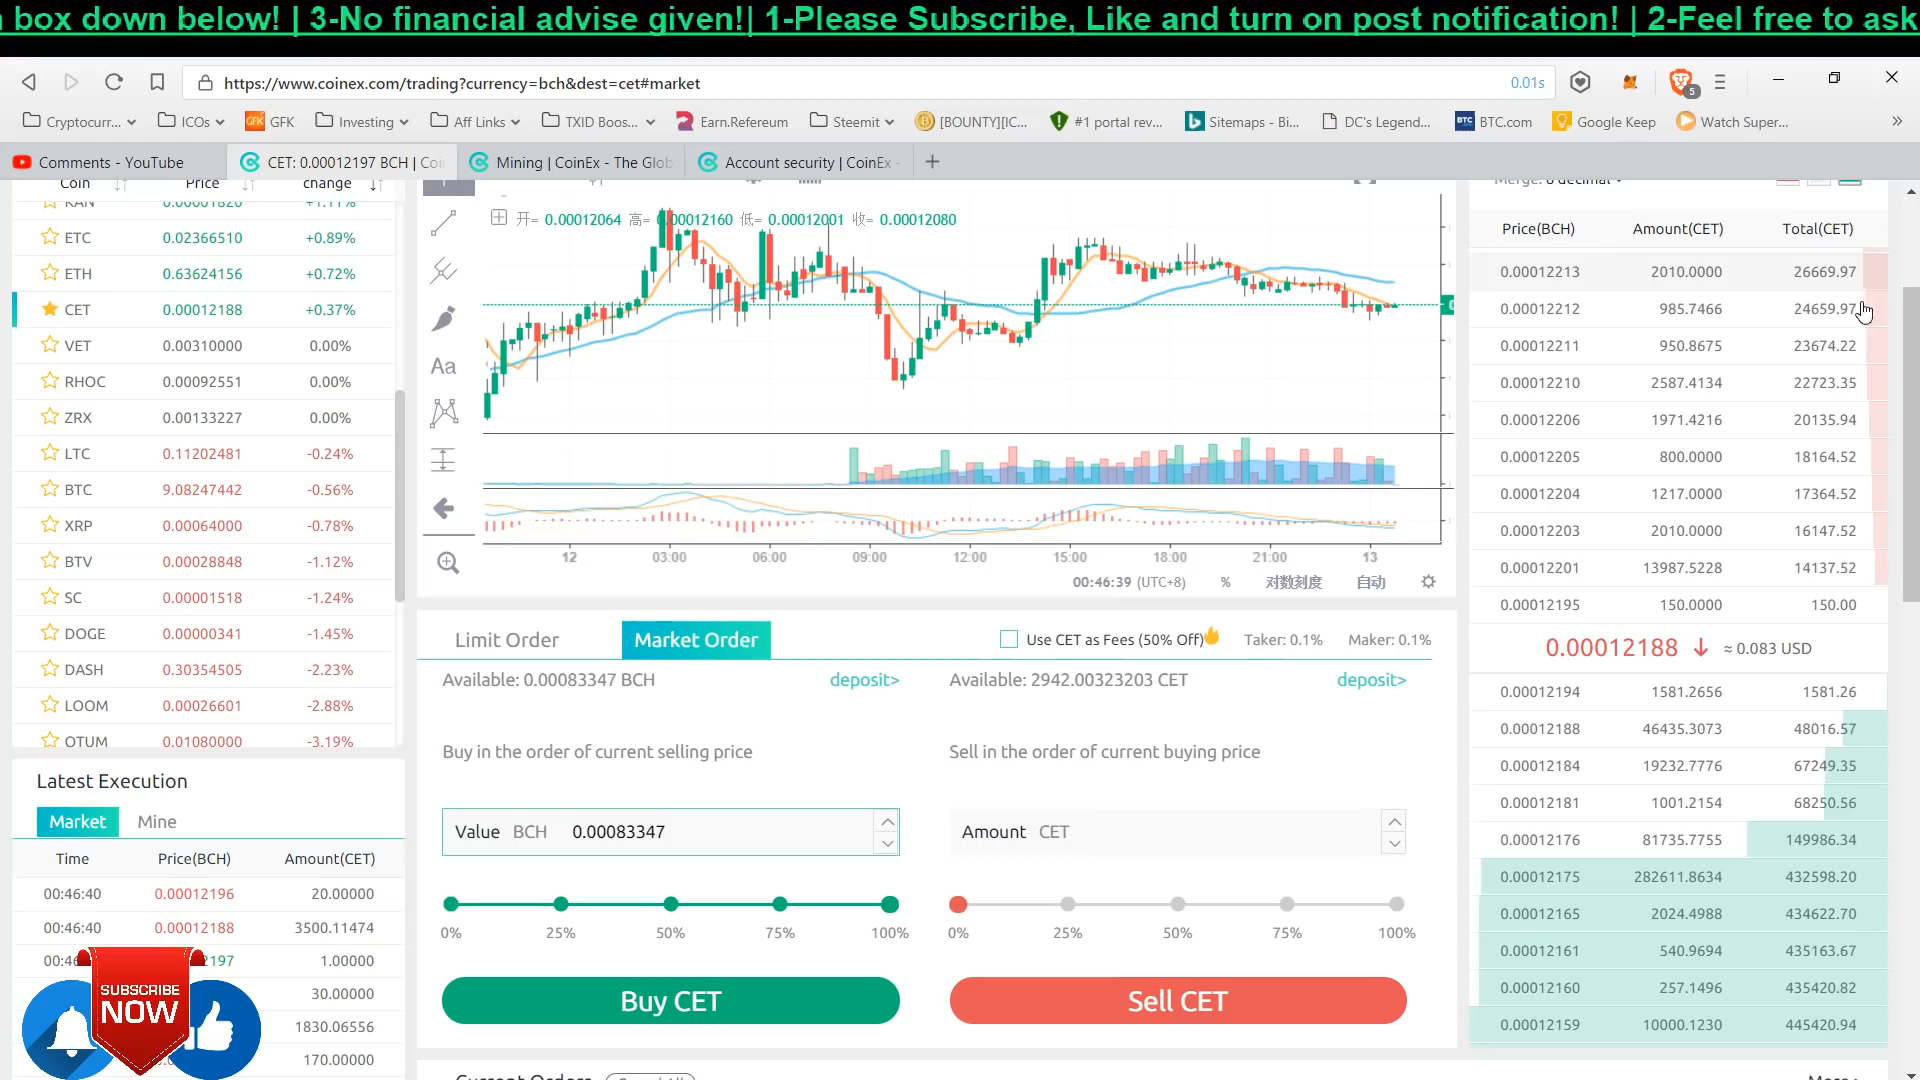 box down below! | 3-No financial advise given!| 1-Please Subscribe, Like and turn on post notification! | 2-Feel free to ask
https://www.coinex.com/trading?currency=bch&dest=cet#market
0.01s
5
Cryptocurr...
ICOs
GFK
GFK
Investing
Aff Links
TXID Boos...
Earn.Refereum
Steemit
[BOUNTY][IC...
#1 portal rev...
Sitemaps - Bi...
DC's Legend...
BTC
BTC.com
Google Keep
Watch Super...
»
Comments - YouTube
CET: 0.00012197 BCH | Coi
Mining | CoinEx - The Glob
Account security | CoinEx -
Coin Price change
KAN 0.00001820 +1.11%
ETC 0.02366510 +0.89%
ETH 0.63624156 +0.72%
CET 0.00012188 +0.37%
VET 0.00310000 0.00%
RHOC 0.00092551 0.00%
ZRX 0.00133227 0.00%
LTC 0.11202481 -0.24%
BTC 9.08247442 -0.56%
XRP 0.00064000 -0.78%
BTV 0.00028848 -1.12%
SC 0.00001518 -1.24%
DOGE 0.00000341 -1.45%
DASH 0.30354505 -2.23%
LOOM 0.00026601 -2.88%
OTUM 0.01080000 -3.19%
Latest Execution
Market Mine
Time Price(BCH) Amount(CET)
00:46:40 0.00012196 20.00000
00:46:40 0.00012188 3500.11474
00:46 2197 1.00000
30.00000
1830.06556
170.00000
SUBSCRIBE
NOW
Aa
开= 0.00012064 高= 0.00012160 低= 0.00012001 收= 0.00012080
12 03:00 06:00 09:00 12:00 15:00 18:00 21:00 13
00:46:39 (UTC+8) % 对数刻度 自动
Limit Order Market Order
Use CET as Fees (50% Off) Taker: 0.1% Maker: 0.1%
Available: 0.00083347 BCH deposit>
Available: 2942.00323203 CET deposit>
Buy in the order of current selling price
Sell in the order of current buying price
Value BCH 0.00083347
Amount CET
0% 25% 50% 75% 100%
0% 25% 50% 75% 100%
Buy CET
Sell CET
Current Orders
More
Merge: 8 decimal
Price(BCH) Amount(CET) Total(CET)
0.00012213 2010.0000 26669.97
0.00012212 985.7466 24659.97
0.00012211 950.8675 23674.22
0.00012210 2587.4134 22723.35
0.00012206 1971.4216 20135.94
0.00012205 800.0000 18164.52
0.00012204 1217.0000 17364.52
0.00012203 2010.0000 16147.52
0.00012201 13987.5228 14137.52
0.00012195 150.0000 150.00
0.00012188 ↓ ≈ 0.083 USD
0.00012194 1581.2656 1581.26
0.00012188 46435.3073 48016.57
0.00012184 19232.7776 67249.35
0.00012181 1001.2154 68250.56
0.00012176 81735.7755 149986.34
0.00012175 282611.8634 432598.20
0.00012165 2024.4988 434622.70
0.00012161 540.9694 435163.67
0.00012160 257.1496 435420.82
0.00012159 10000.1230 445420.94